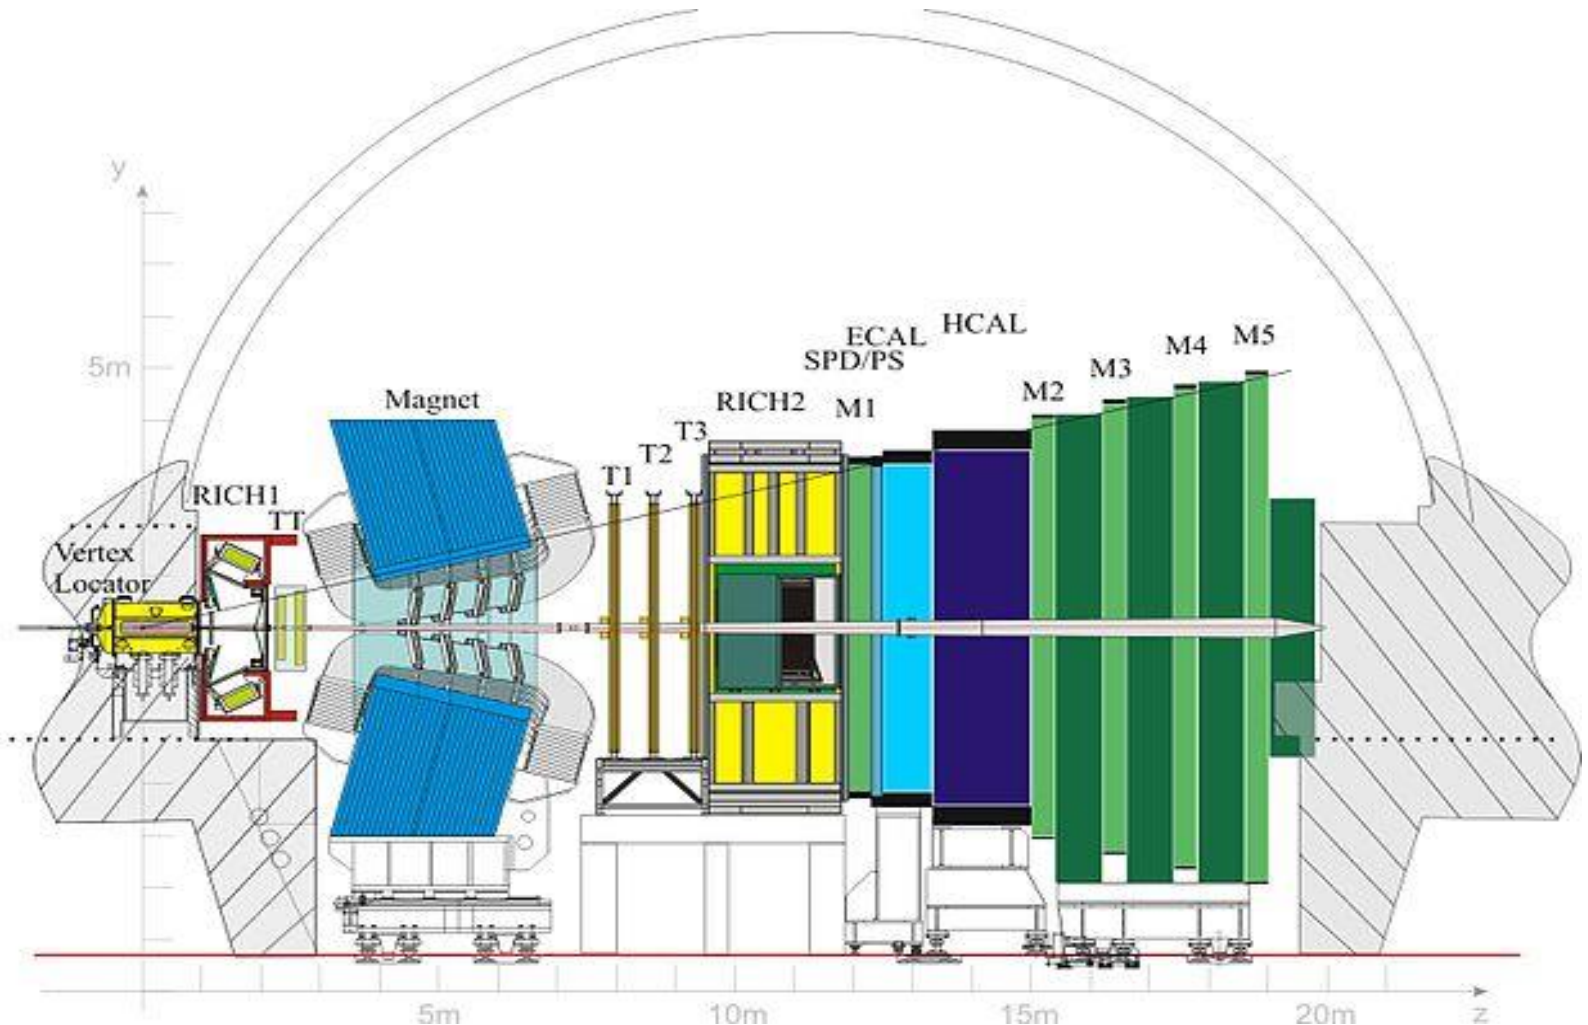 y
HCAL
ECAL
SPD/PS
M5
M4
M3
5m
M2
Magnet
RICH2
M1
T3
T2
T1
RICH1
TT
Vertex
Locator
5m
10m
15m
20m
z